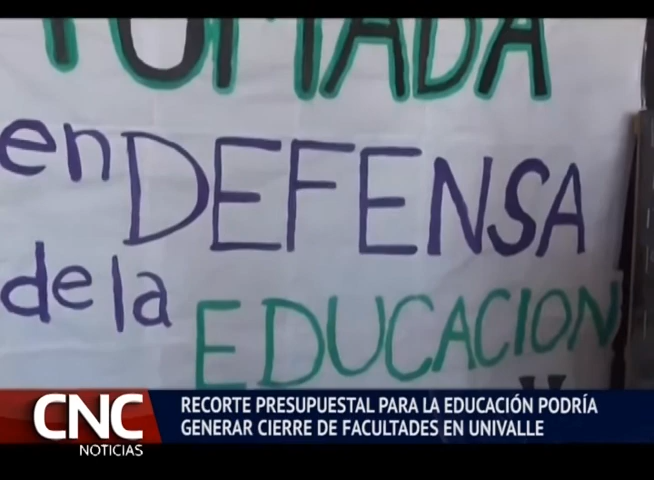 TOMADA
en DEFENSA
de la
EDUCACION
CNC
NOTICIAS
RECORTE PRESUPUESTAL PARA LA EDUCACIÓN PODRÍA
GENERAR CIERRE DE FACULTADES EN UNIVALLE